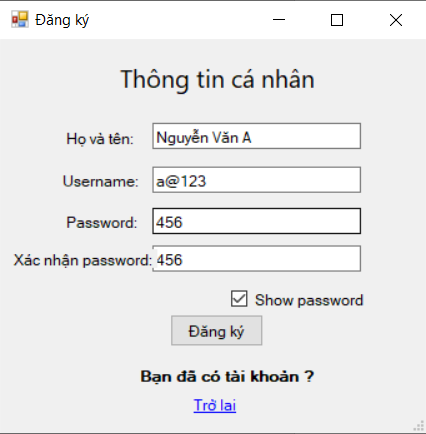 Đăng ký
Thông tin cá nhân
Họ và tên: Nguyễn Văn A
Username: a@123
Password: 456
Xác nhận password: 456
Show password
Đăng ký
Bạn đã có tài khoản ?
Trở lại